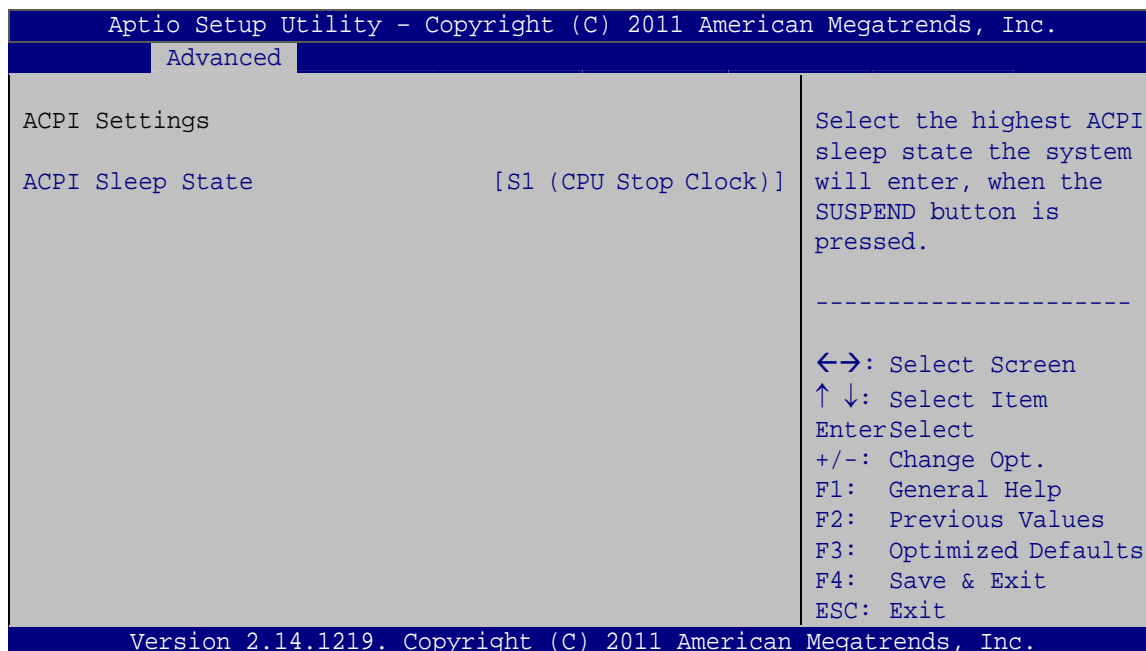 Aptio Setup Utility – Copyright (C) 2011 American Megatrends, Inc.
Advanced
ACPI Settings
ACPI Sleep State [S1 (CPU Stop Clock)]
Select the highest ACPI
sleep state the system
will enter, when the
SUSPEND button is
pressed.
----------------------
←→: Select Screen
↑ ↓: Select Item
EnterSelect
+/-: Change Opt.
F1: General Help
F2: Previous Values
F3: Optimized Defaults
F4: Save & Exit
ESC: Exit
Version 2.14.1219. Copyright (C) 2011 American Megatrends, Inc.